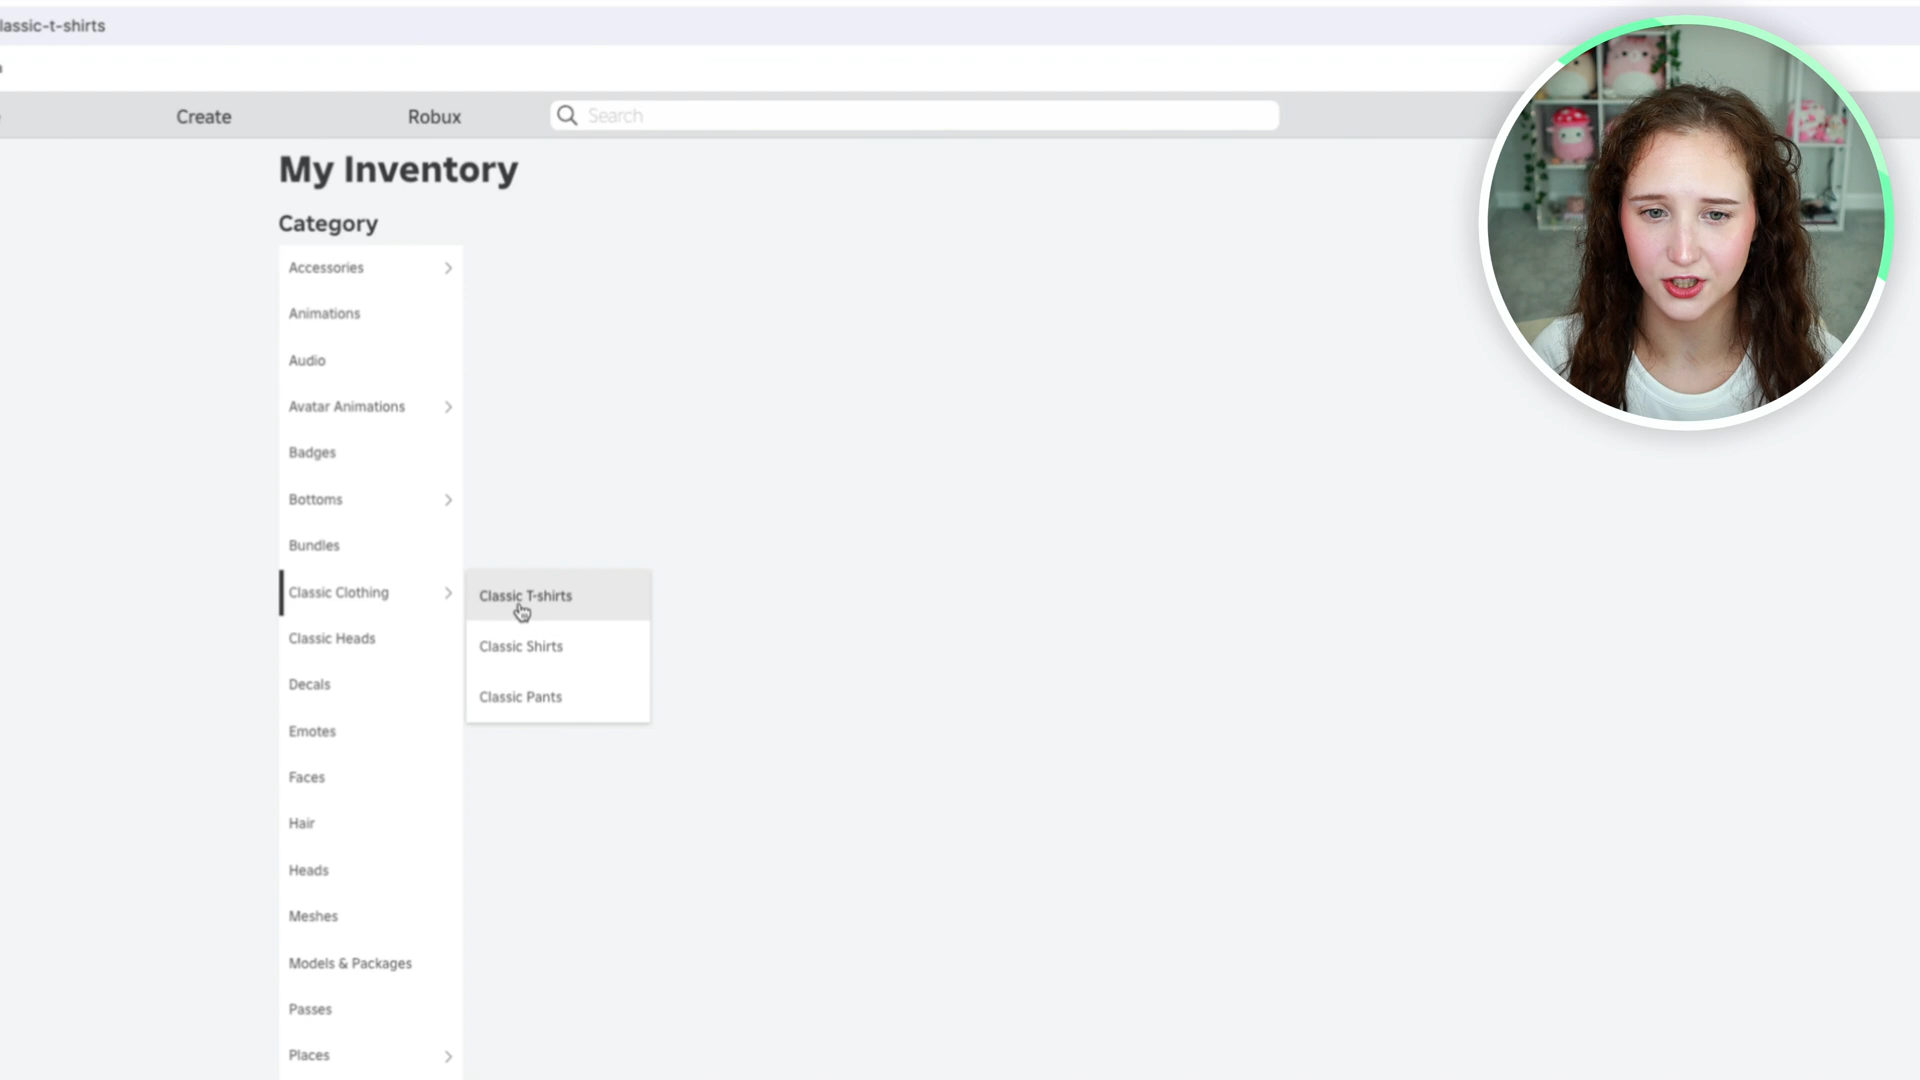 lassic-t-shirts
Create
Robux
Search
My Inventory
Category
Accessories
Animations
Audio
Avatar Animations
Badges
Bottoms
Bundles
Classic Clothing
Classic T-shirts
Classic Shirts
Classic Pants
Classic Heads
Decals
Emotes
Faces
Hair
Heads
Meshes
Models & Packages
Passes
Places